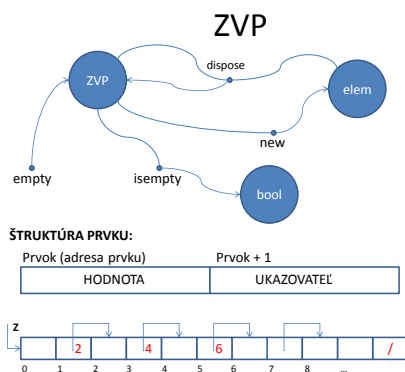 ZVP
dispose
ZVP
elem
new
empty
isempty
bool
ŠTRUKTÚRA PRVKU:
Prvok (adresa prvku) Prvok + 1
HODNOTA UKAZOVATEĽ
Z
2 4 6 /
0 1 2 3 4 5 6 7 8 ...